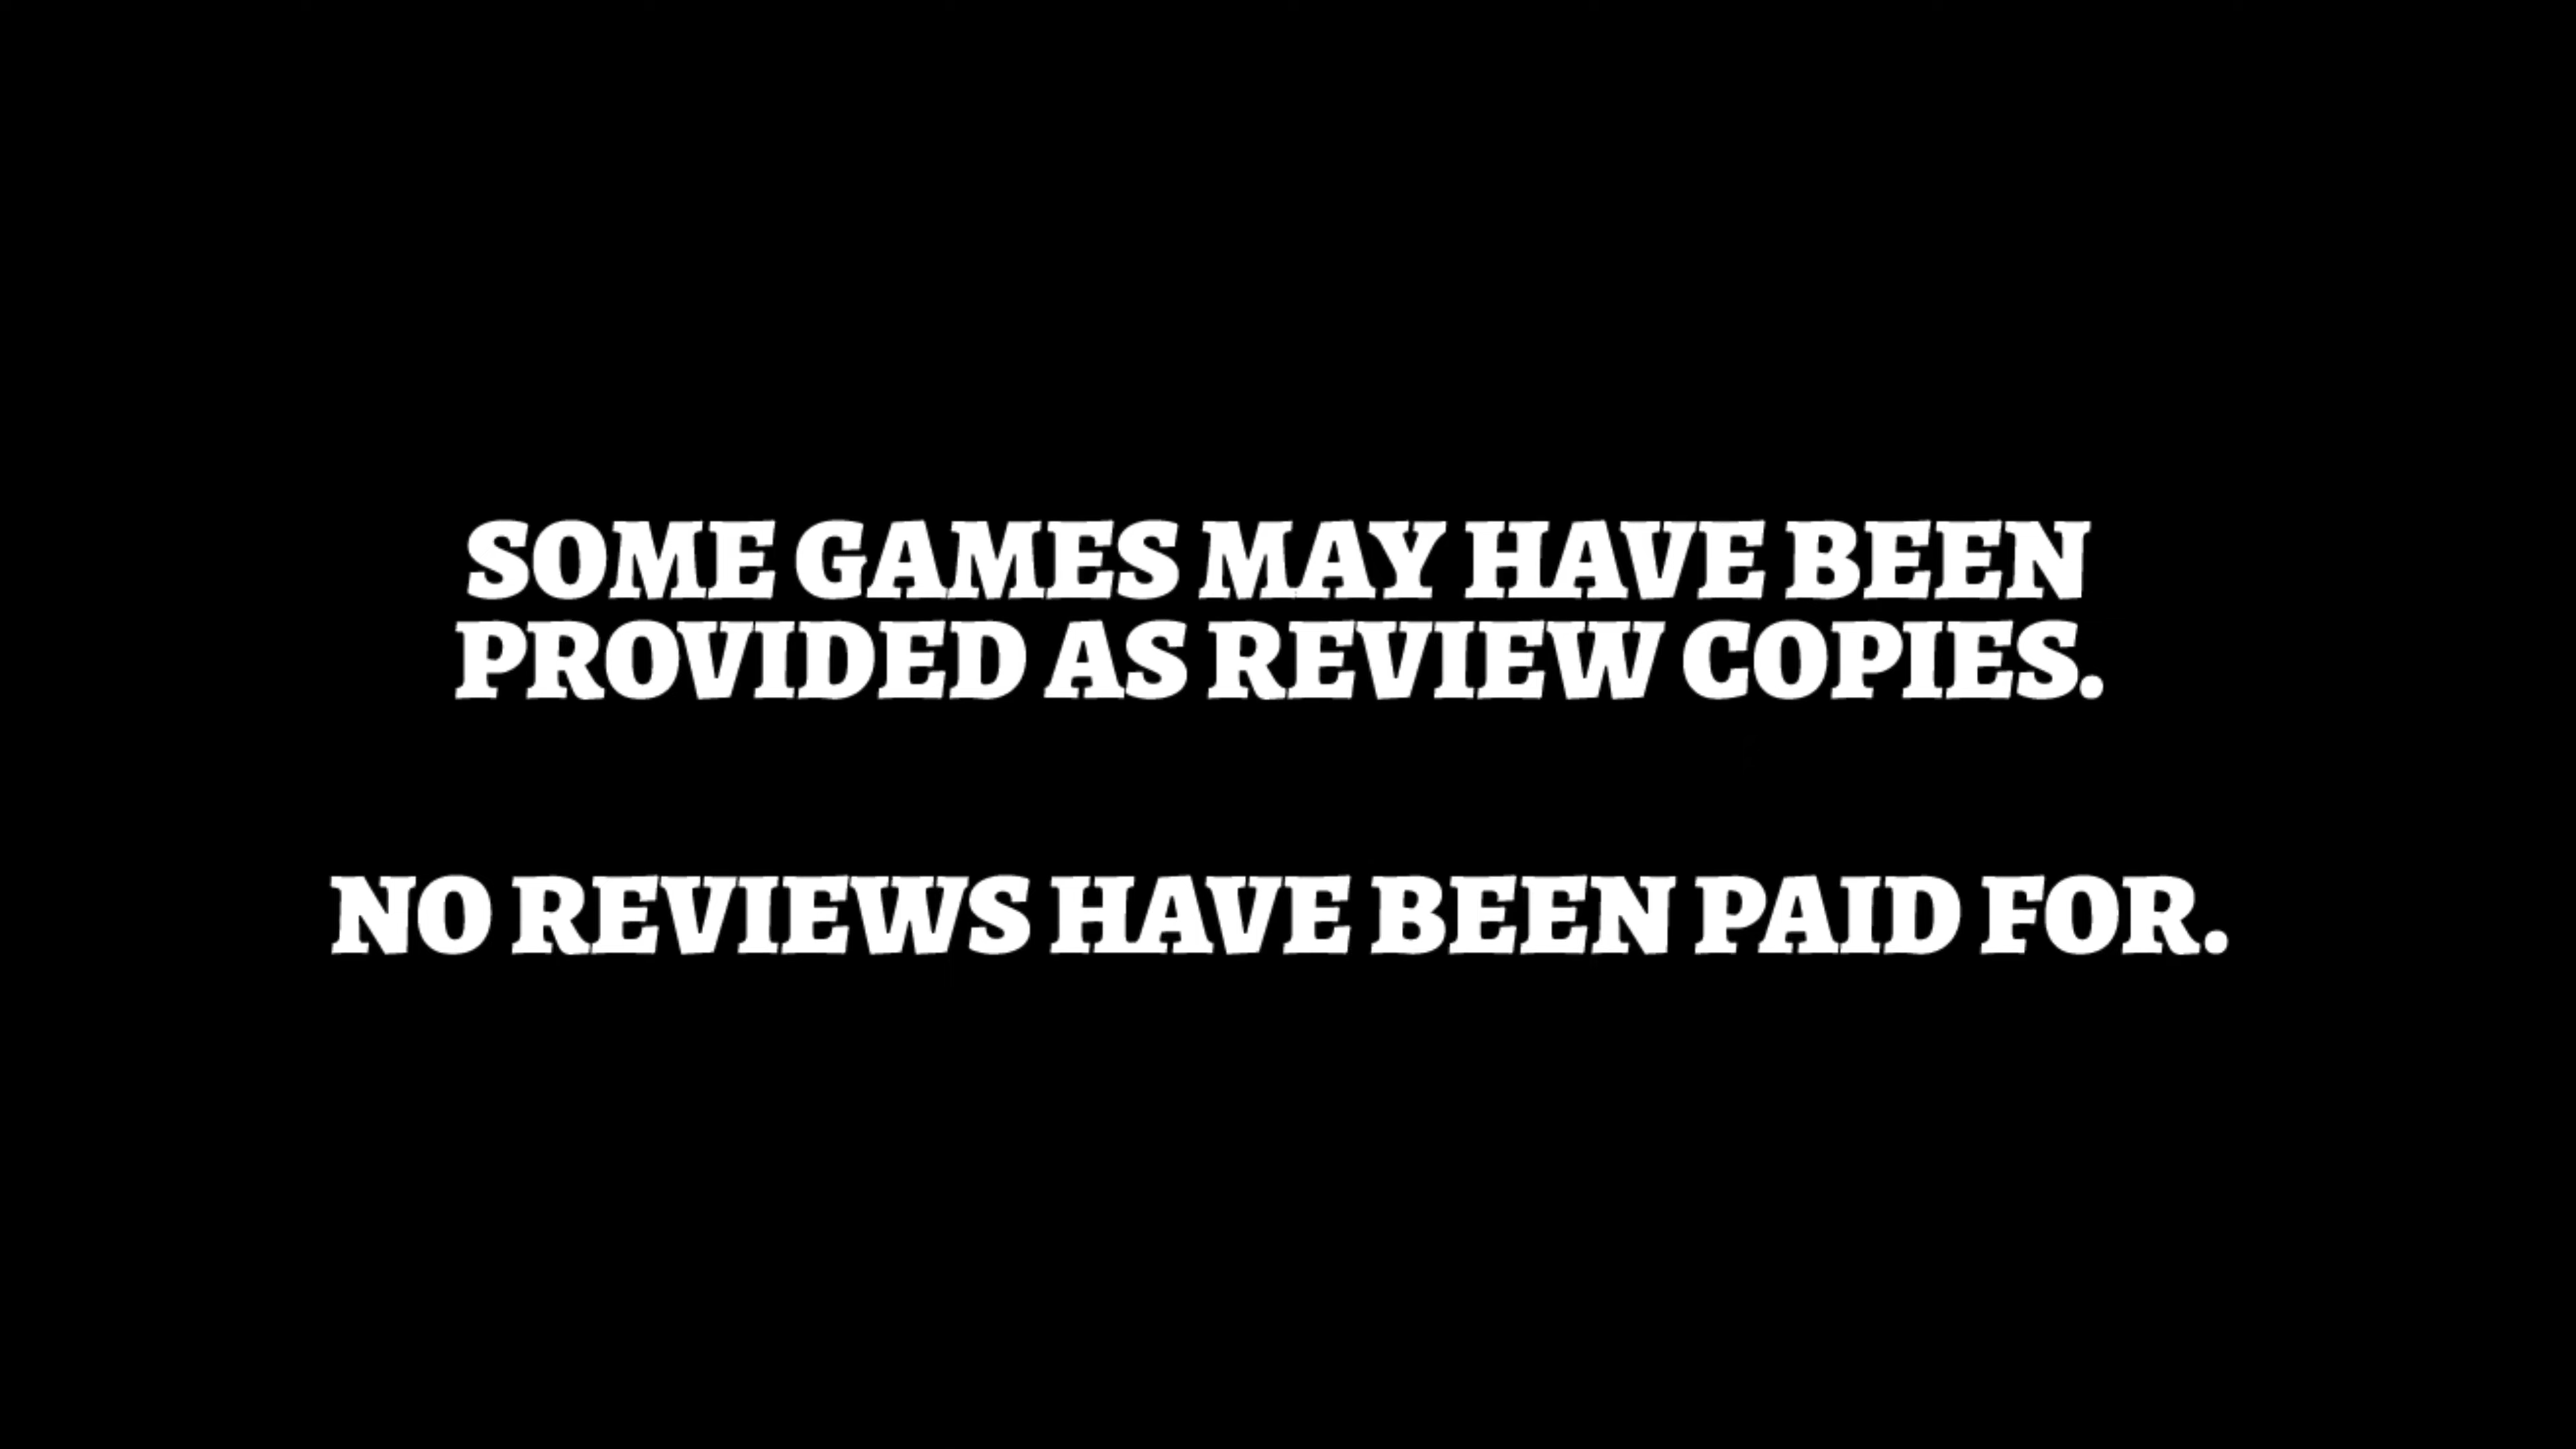 SOME GAMES MAY HAVE BEEN
PROVIDED AS REVIEW COPIES.
NO REVIEWS HAVE BEEN PAID FOR.